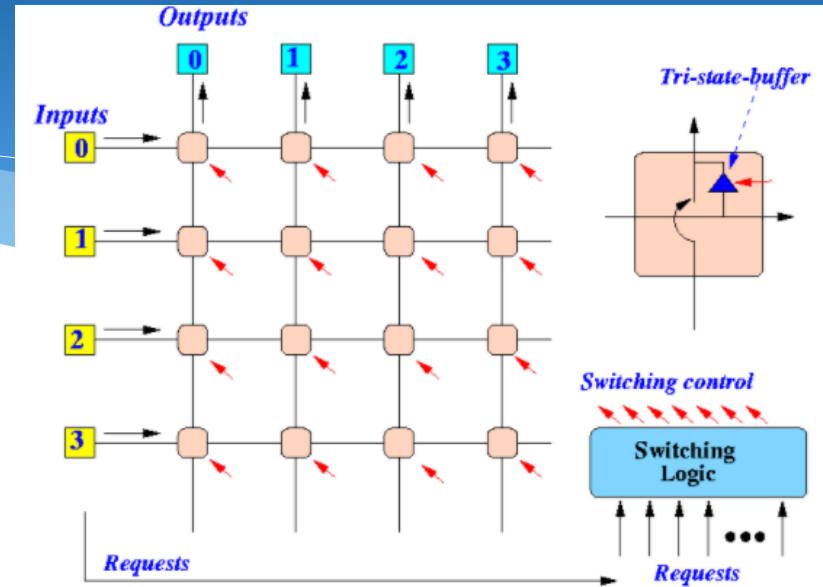 Outputs
0 1 2 3
Tri-state-buffer
Inputs
0
1
2
3
Switching control
Switching
Logic
Requests
Requests